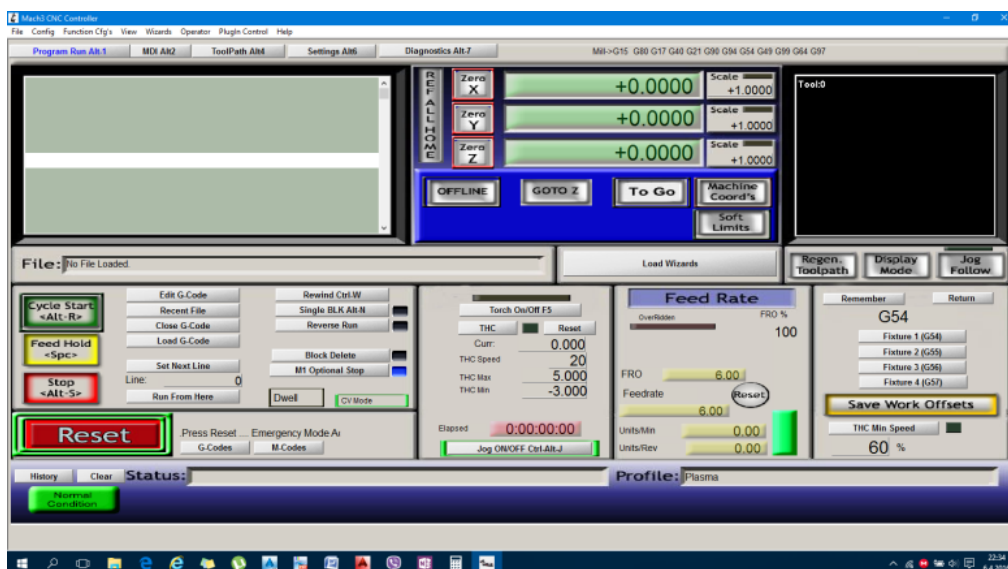 Mach3 CNC Controller
File Config Function Cfg's View Wizards Operator PlugIn Control Help
Program Run Alt-1 MDI Alt2 ToolPath Alt4 Settings Alt6 Diagnostics Alt-7 Mill->G15 G80 G17 G40 G21 G90 G94 G54 G49 G99 G64 G97
REF ALL HOME
Zero X +0.0000 Scale +1.0000
Zero Y +0.0000 Scale +1.0000
Zero Z +0.0000 Scale +1.0000
Tool:0
OFFLINE GOTO Z To Go Machine Coord's
Soft Limits
File: No File Loaded. Load Wizards Regen. Toolpath Display Mode Jog Follow
Cycle Start <Alt-R>
Feed Hold <Spc>
Stop <Alt-S>
Edit G-Code
Recent File
Close G-Code
Load G-Code
Set Next Line
Line: 0
Run From Here
Rewind Ctrl-W
Single BLK Alt-N
Reverse Run
Block Delete
M1 Optional Stop
Dwell CV Mode
Reset Press Reset.... Emergency Mode
G-Codes M-Codes
Torch On/Off F5
THC Reset
Curr: 0.000
THC Speed 20
THC Max 5.000
THC Min -3.000
Elapsed 0:00:00:00
Jog ON/OFF Ctrl-Alt-J
Feed Rate
OverRidden FRO %
100
FRO 6.00
Feedrate Reset
6.00
Units/Min 0.00
Units/Rev 0.00
Remember Return
G54
Fixture 1 (G54)
Fixture 2 (G55)
Fixture 3 (G56)
Fixture 4 (G57)
Save Work Offsets
THC Min Speed
60 %
History Clear Status: Profile: Plasma
Normal Condition
22:34